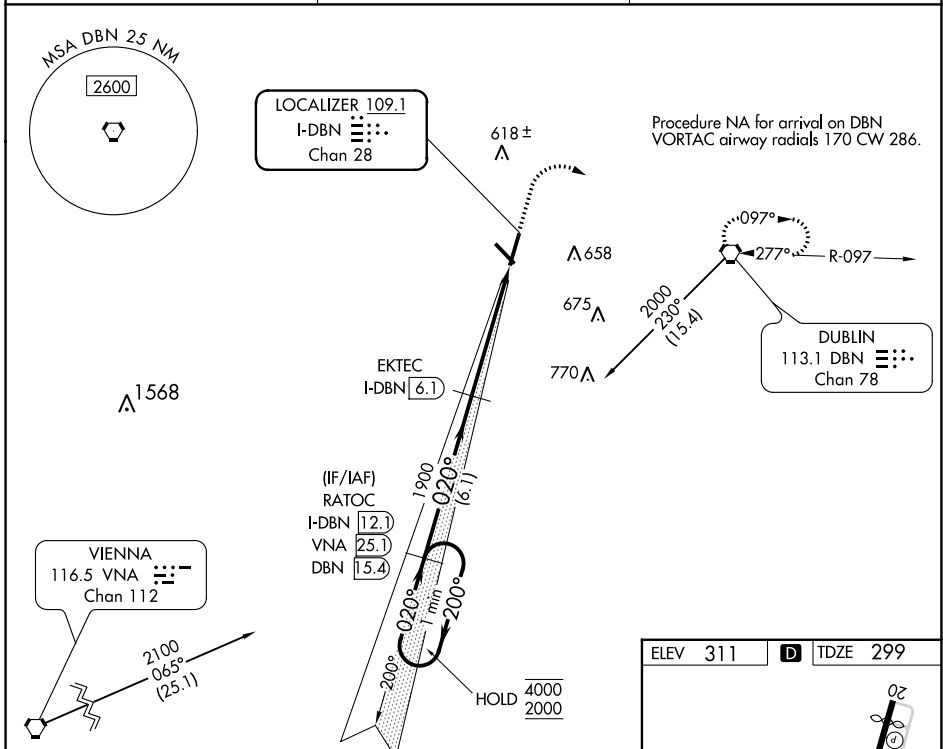 MSA DBN 25 NM
2600
LOCALIZER 109.1
I-DBN
Chan 28
618 ±
Procedure NA for arrival on DBN
VORTAC airway radials 170 CW 286.
097°
277°
R-097
658
675
2000
230°
(15.4)
770
DUBLIN
113.1 DBN
Chan 78
EKTEC
I-DBN 6.1
1568
1900
020°
(6.1)
(IF/IAF)
RATOC
I-DBN 12.1
VNA 25.1
DBN 15.4
020°
1 min
200°
200°
HOLD 4000
2000
VIENNA
116.5 VNA
Chan 112
2100
065°
(25.1)
ELEV 311 D TDZE 299
20
P